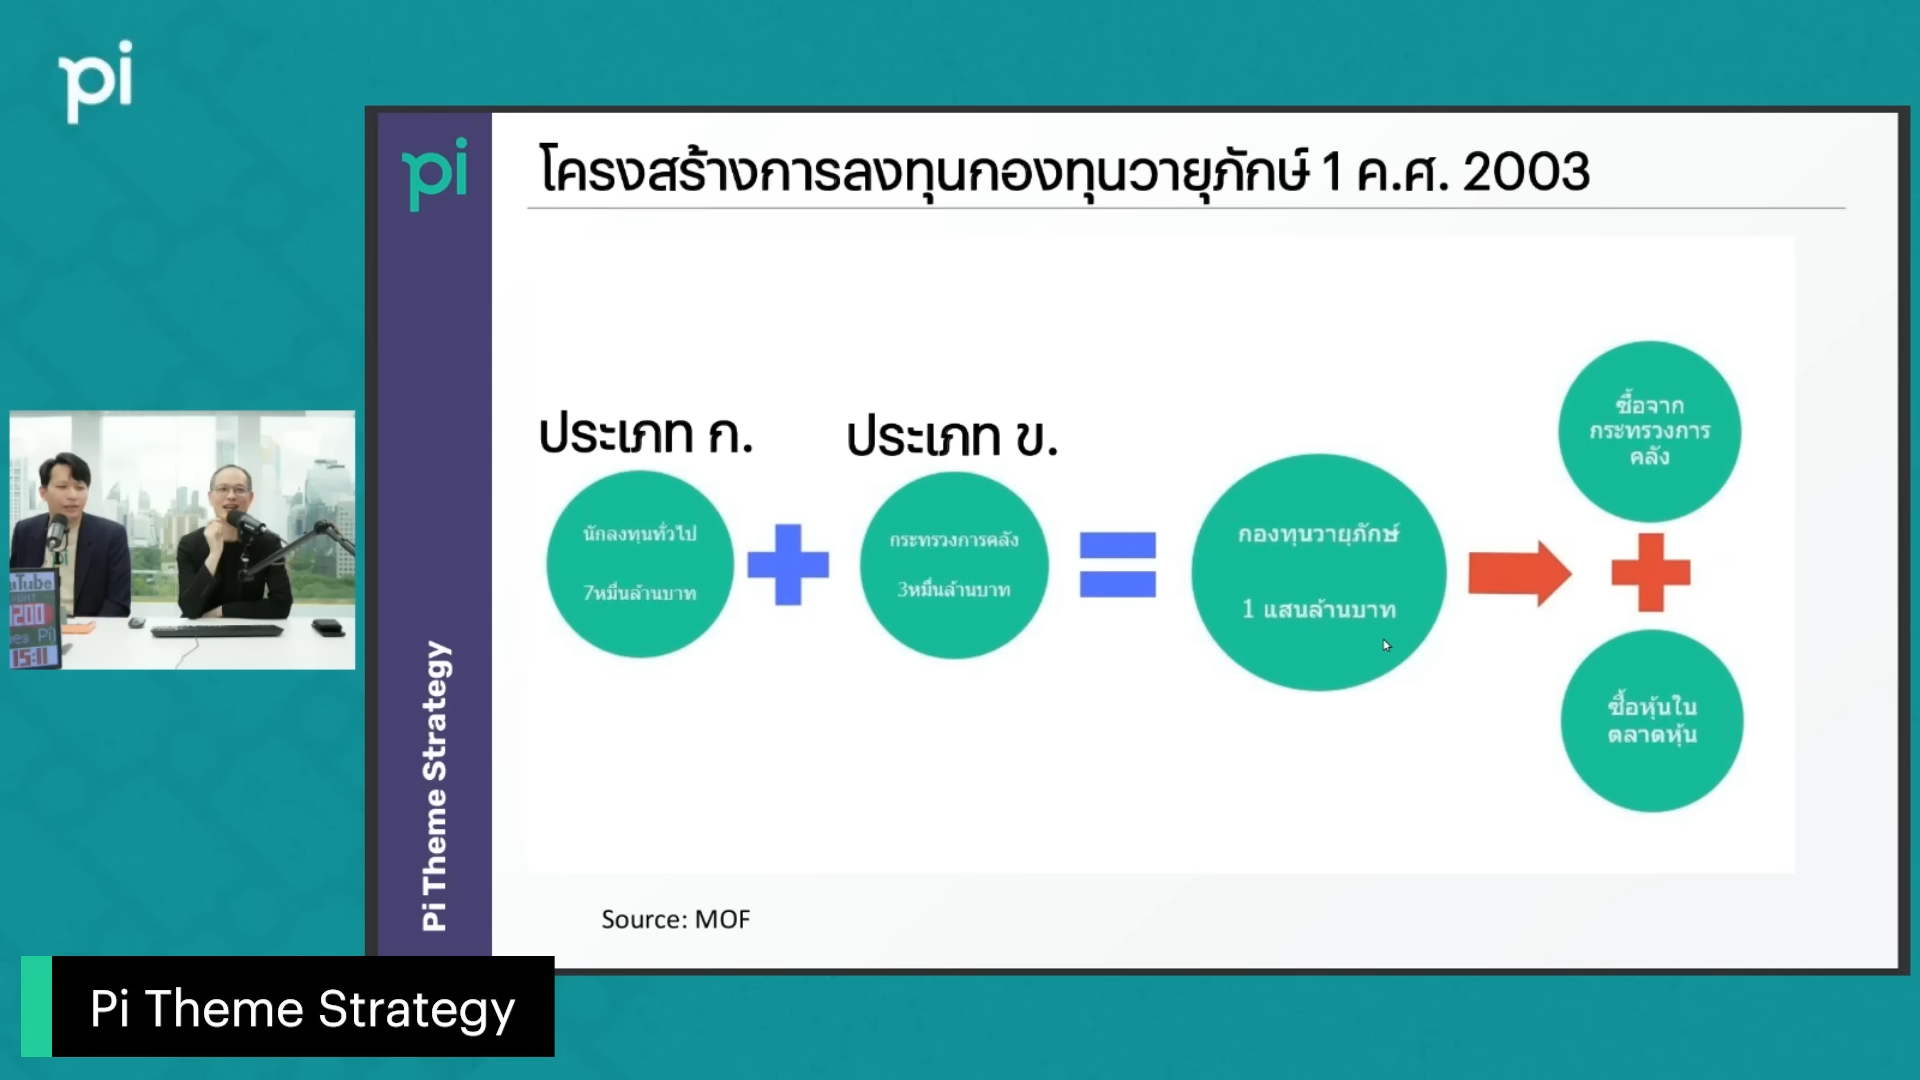 pi
pi
โครงสร้างการลงทุนกองทุนวายุภักษ์ 1 ค.ศ. 2003
ประเภท ก.
ประเภท ข.
นักลงทุนทั่วไป
7หมื่นล้านบาท
กระทรวงการคลัง
3หมื่นล้านบาท
กองทุนวายุภักษ์
1 แสนล้านบาท
ซื้อจาก
กระทรวงการ
คลัง
ซื้อหุ้นใน
ตลาดหุ้น
Source: MOF
Pi Theme Strategy
uTube
200
es Pi)
15:11
Pi Theme Strategy